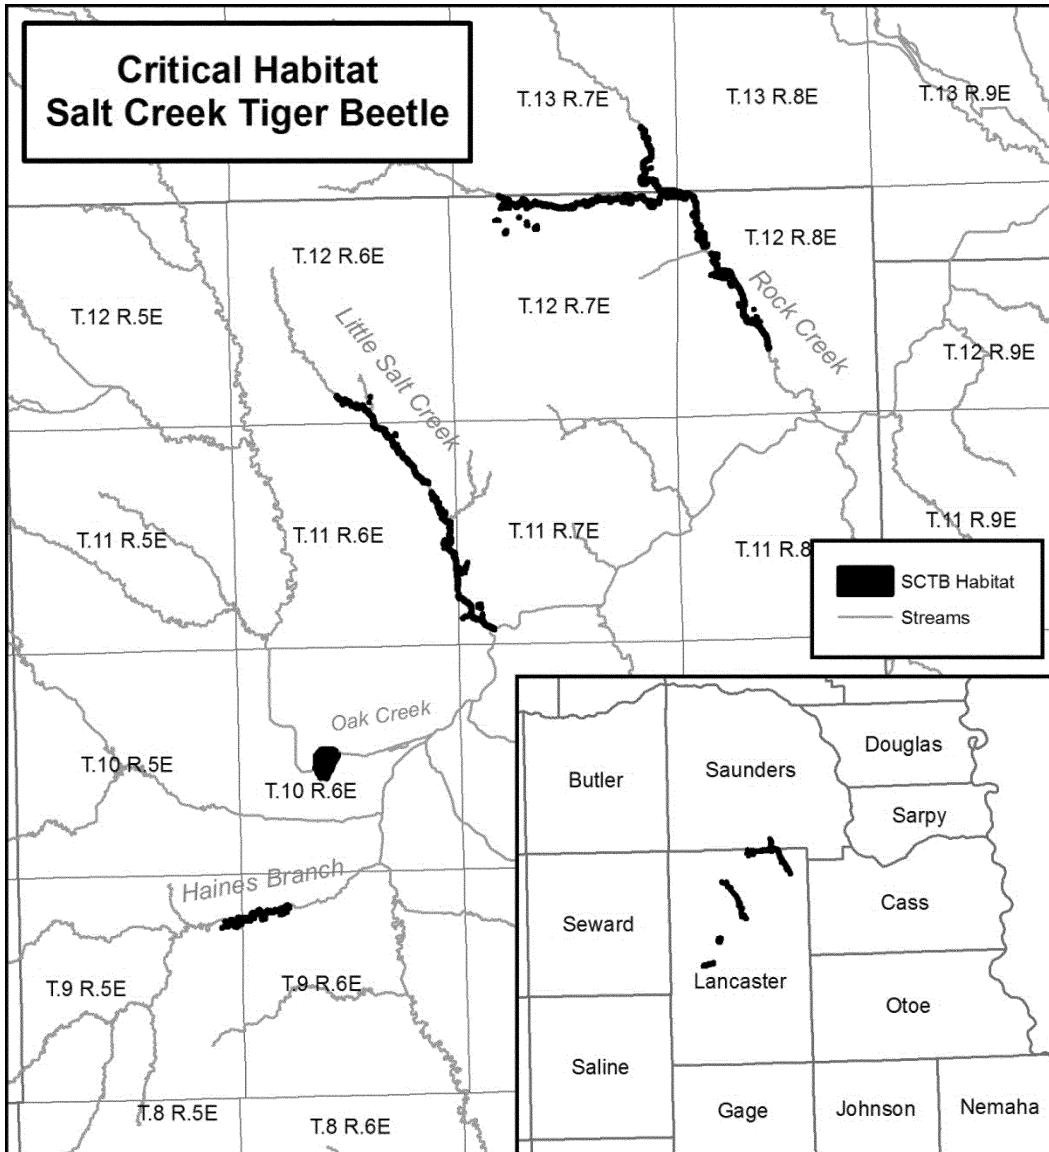 Critical Habitat
Salt Creek Tiger Beetle
T.13 R.7E
T.13 R.8E
T.13 R.9E
T.12 R.6E
T.12 R.8E
T.12 R.5E
T.12 R.7E
Rock Creek
T.12 R.9E
Little Salt Creek
T.11 R.5E
T.11 R.6E
T.11 R.7E
T.11 R.8
T.11 R.9E
SCTB Habitat
Streams
Oak Creek
T.10 R.5E
T.10 R.6E
Haines Branch
T.9 R.5E
T.9 R.6E
T.8 R.5E
T.8 R.6E
Butler
Saunders
Douglas
Sarpy
Seward
Cass
Lancaster
Otoe
Saline
Gage
Johnson
Nemaha